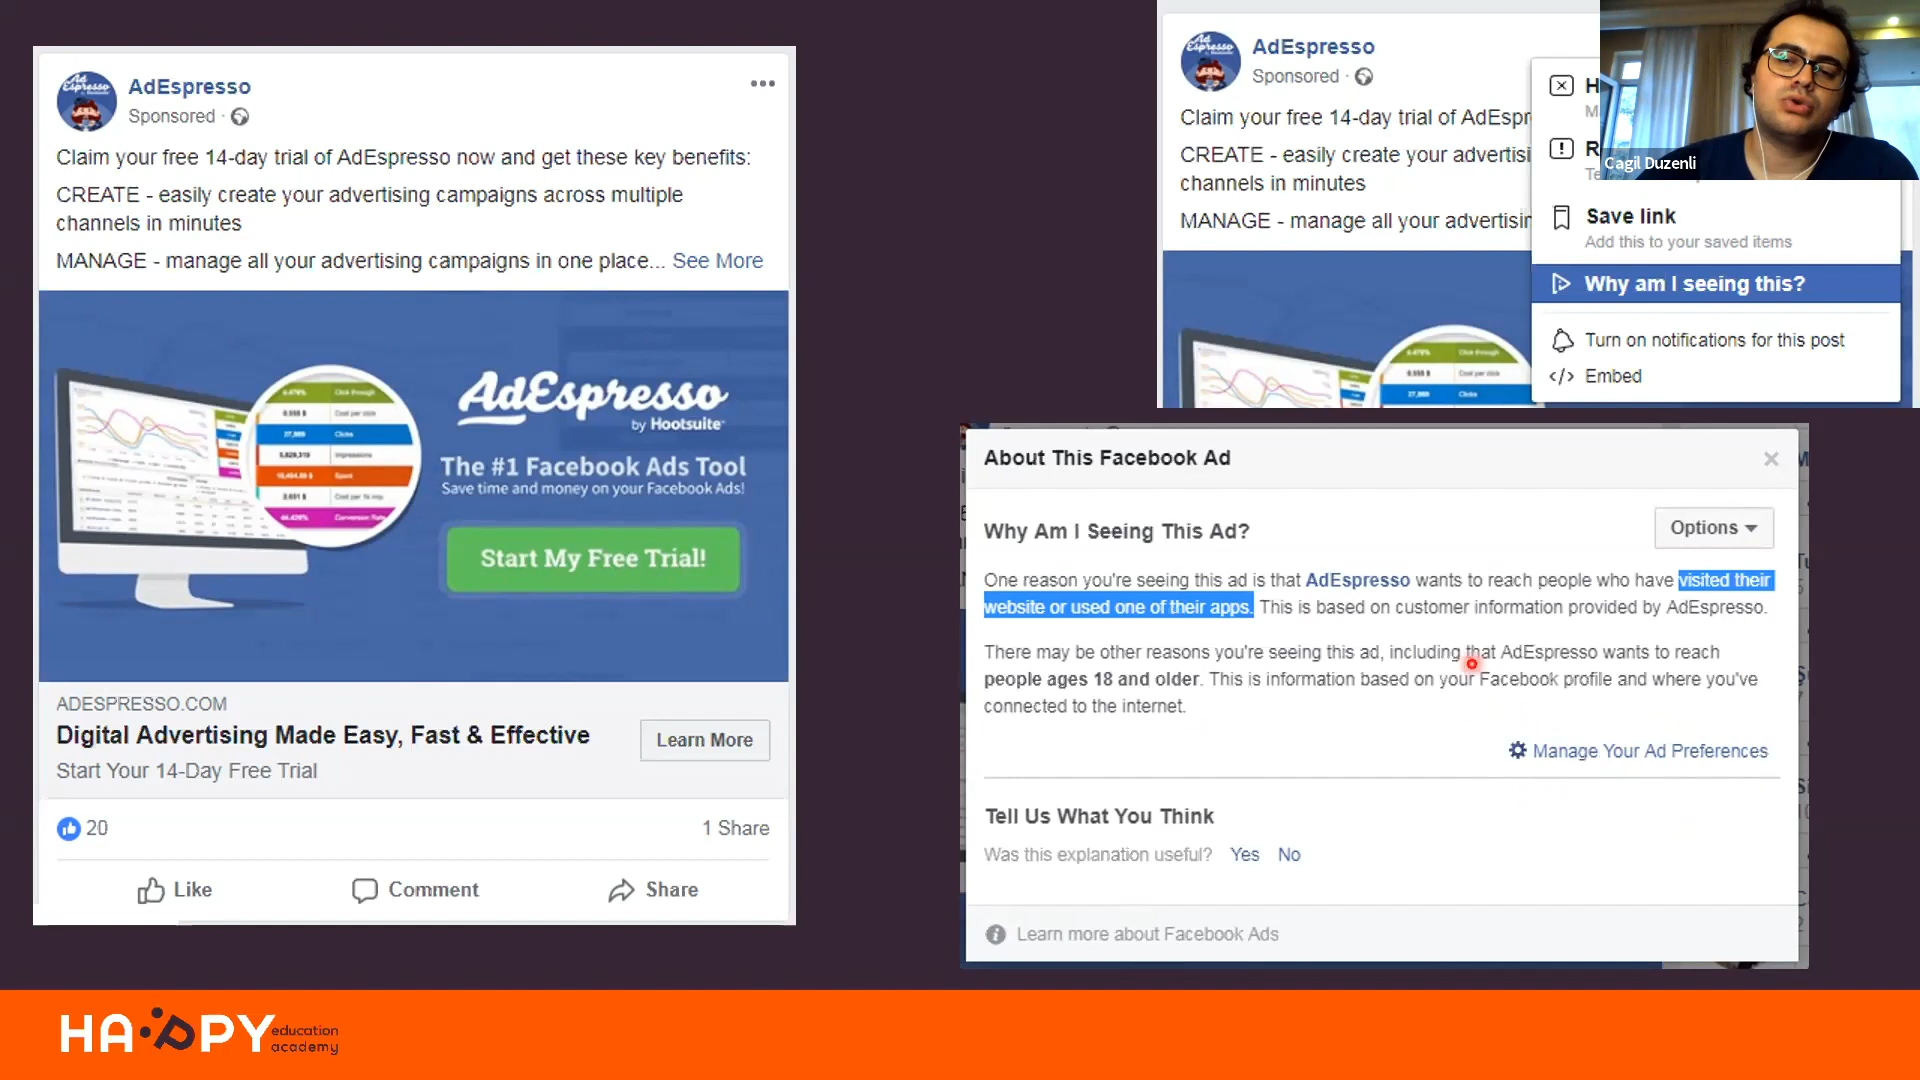 AdEspresso
Sponsored ·
Claim your free 14-day trial of AdEspresso now and get these key benefits:
CREATE - easily create your advertising campaigns across multiple
channels in minutes
MANAGE - manage all your advertising campaigns in one place... See More
AdEspresso
by Hootsuite
The #1 Facebook Ads Tool
Save time and money on your Facebook Ads!
Start My Free Trial!
ADESPRESSO.COM
Digital Advertising Made Easy, Fast & Effective
Start Your 14-Day Free Trial
Learn More
20
1 Share
Like
Comment
Share
AdEspresso
Sponsored ·
Claim your free 14-day trial of AdEspr
CREATE - easily create your advertisi
channels in minutes
MANAGE - manage all your advertisin
Cagil Duzenli
Save link
Add this to your saved items
Why am I seeing this?
Turn on notifications for this post
Embed
About This Facebook Ad
Why Am I Seeing This Ad?
Options
One reason you're seeing this ad is that AdEspresso wants to reach people who have visited their
website or used one of their apps. This is based on customer information provided by AdEspresso.
There may be other reasons you're seeing this ad, including that AdEspresso wants to reach
people ages 18 and older. This is information based on your Facebook profile and where you've
connected to the internet.
Manage Your Ad Preferences
Tell Us What You Think
Was this explanation useful? Yes No
Learn more about Facebook Ads
HAPPY education
academy